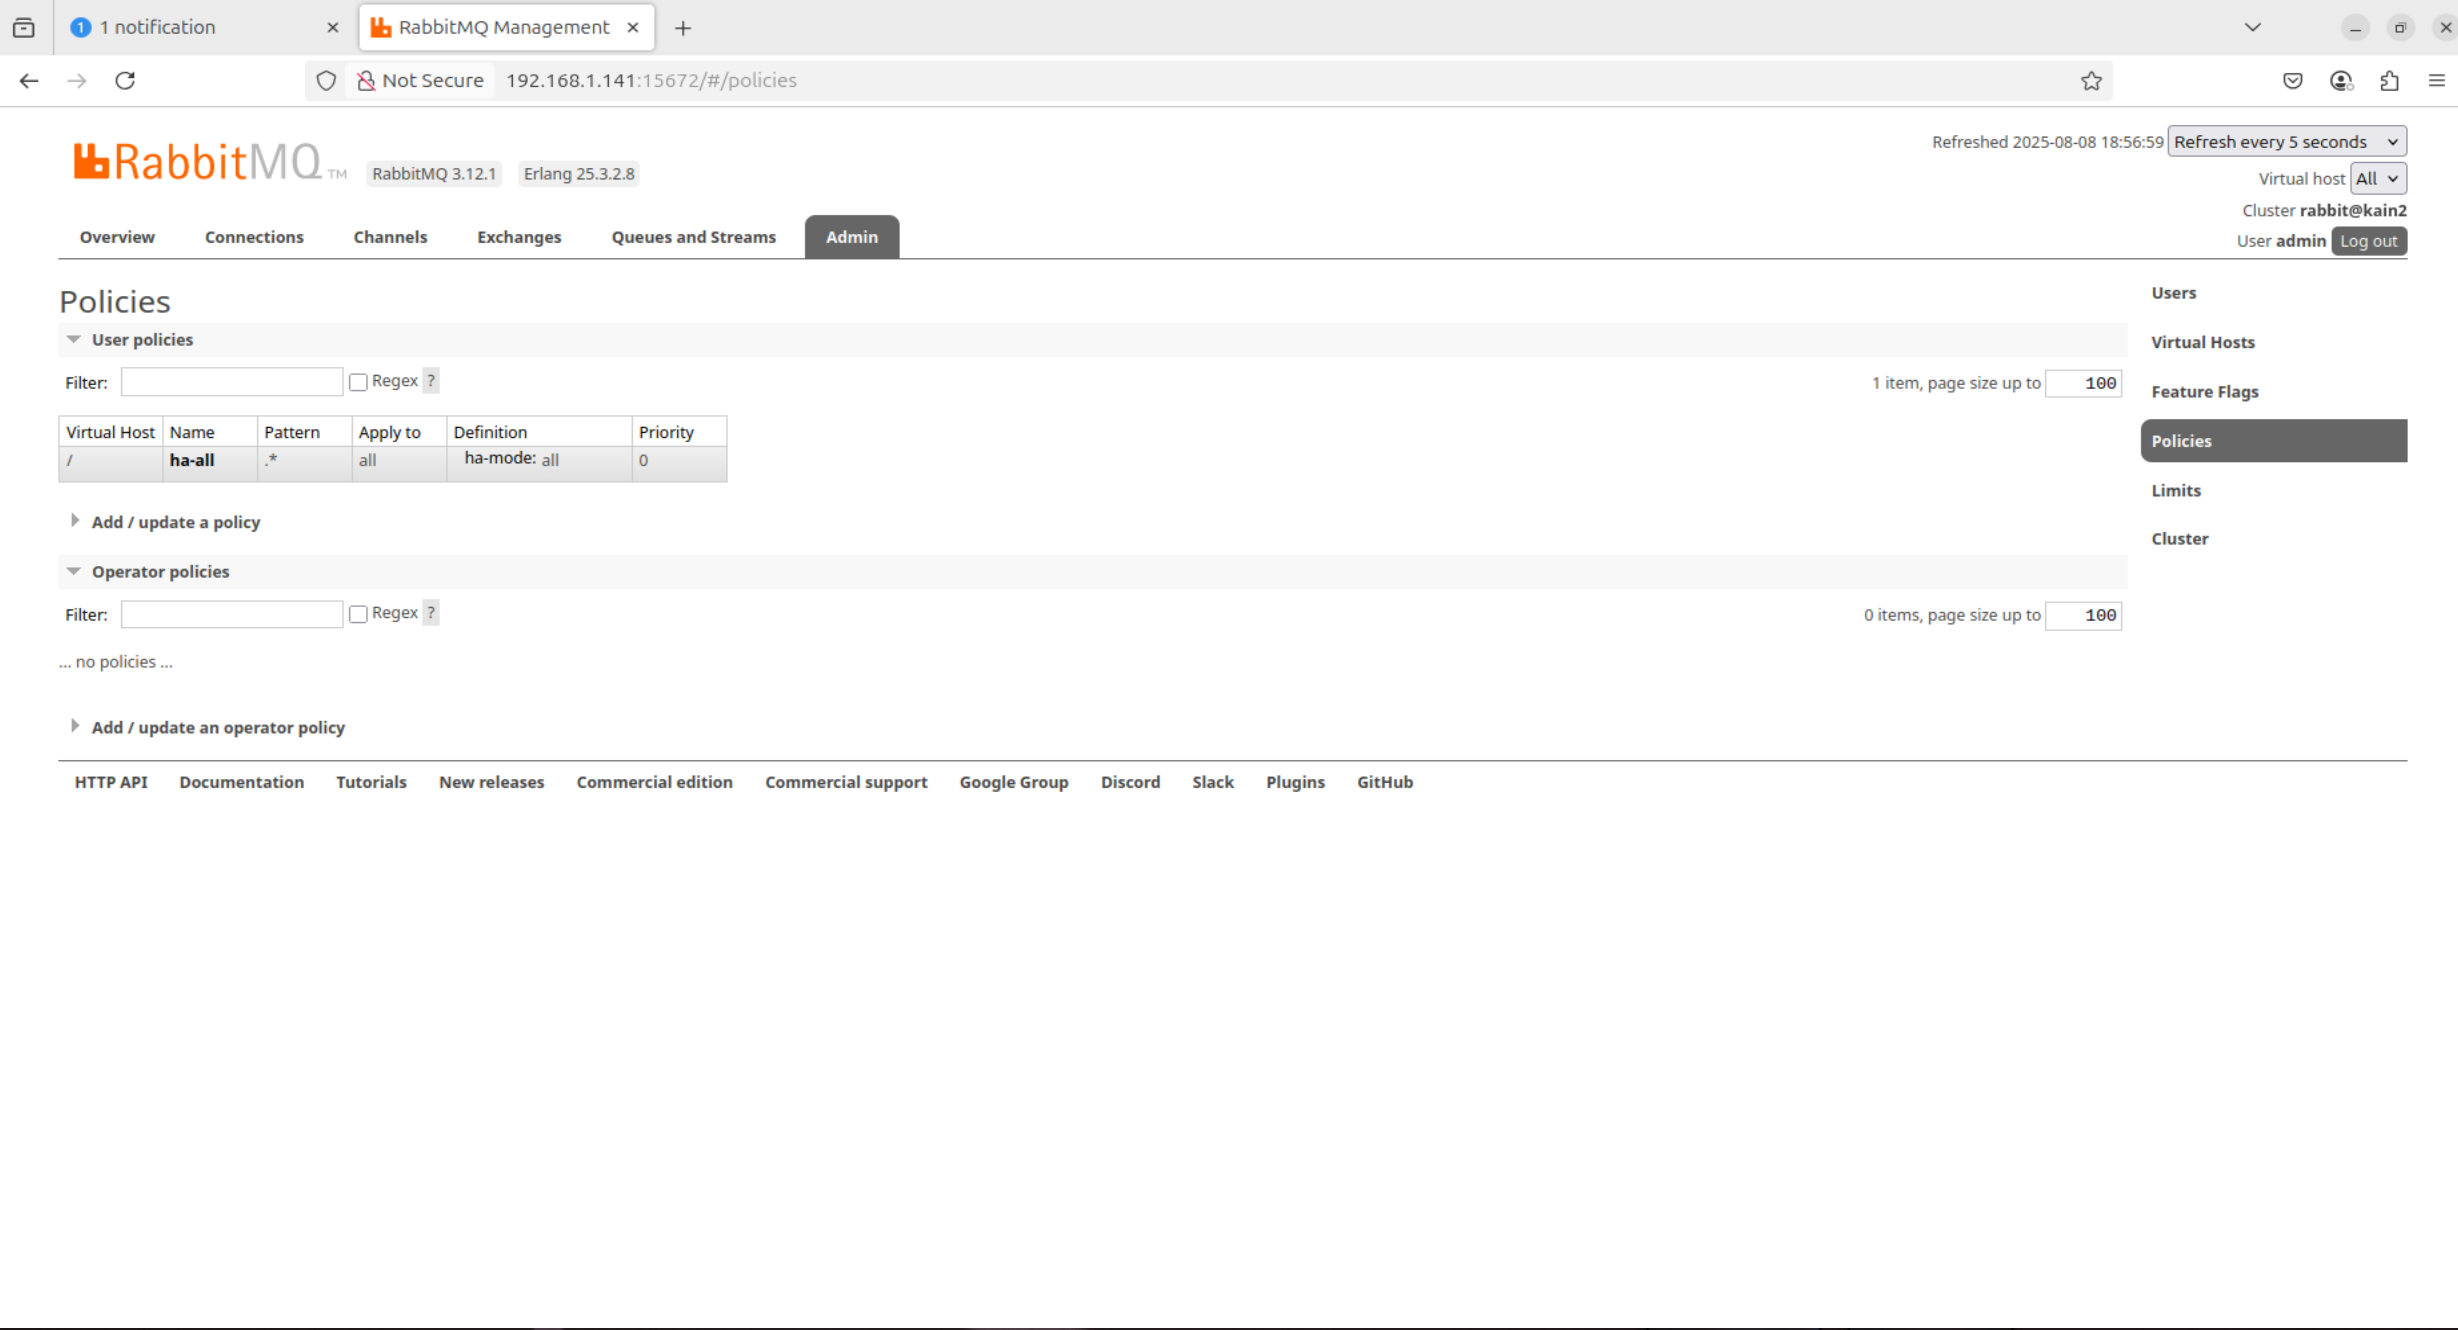 1 1 notification
RabbitMQ Management
Not Secure 192.168.1.141:15672/#/policies
RabbitMQ TM RabbitMQ 3.12.1 Erlang 25.3.2.8
Refreshed 2025-08-08 18:56:59 Refresh every 5 seconds
Virtual host All
Cluster rabbit@kain2
User admin Log out
Overview Connections Channels Exchanges Queues and Streams Admin
Policies
User policies
Filter: Regex ? 1 item, page size up to 100
Virtual Host Name Pattern Apply to Definition Priority
/ ha-all .* all ha-mode: all 0
Add / update a policy
Operator policies
Filter: Regex ? 0 items, page size up to 100
... no policies ...
Add / update an operator policy
Users
Virtual Hosts
Feature Flags
Policies
Limits
Cluster
HTTP API Documentation Tutorials New releases Commercial edition Commercial support Google Group Discord Slack Plugins GitHub